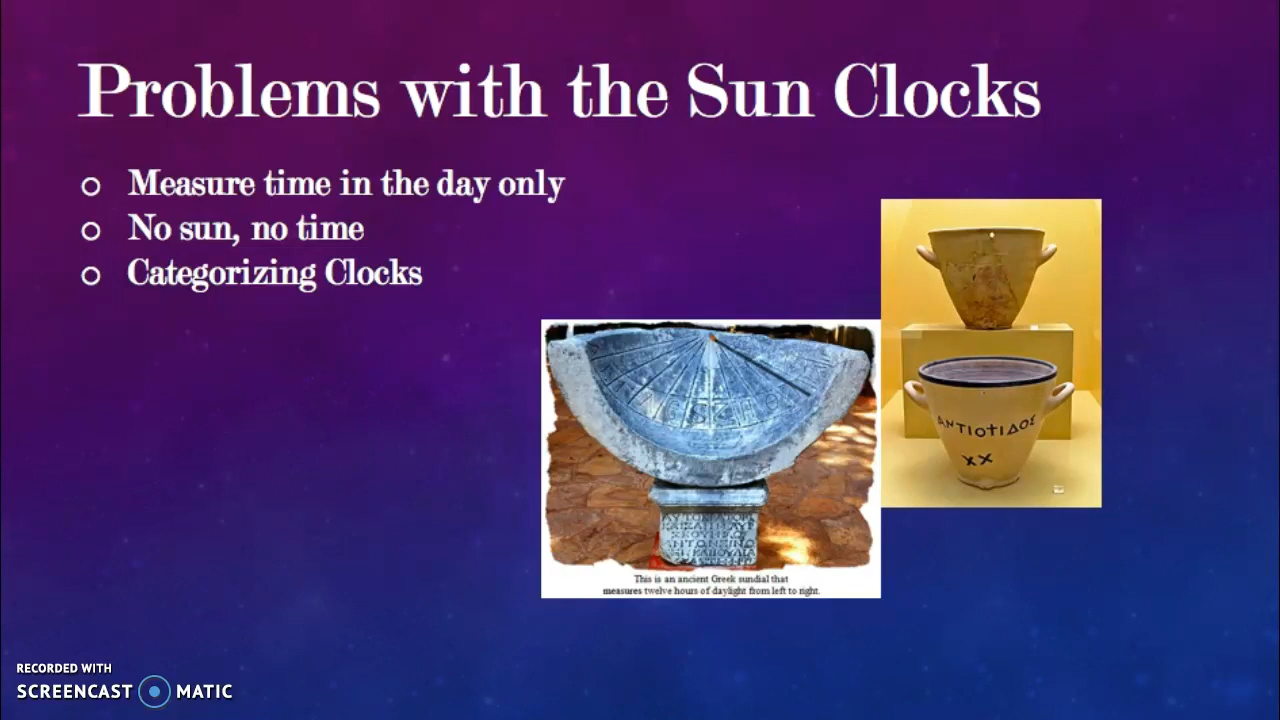 Problems with the Sun Clocks
Measure time in the day only
No sun, no time
Categorizing Clocks
ΑΝΤΙΟΧΙΔΟΣ
XX
This is an ancient Greek sundial that
measures twelve hours of daylight from left to right.
RECORDED WITH
SCREENCAST MATIC